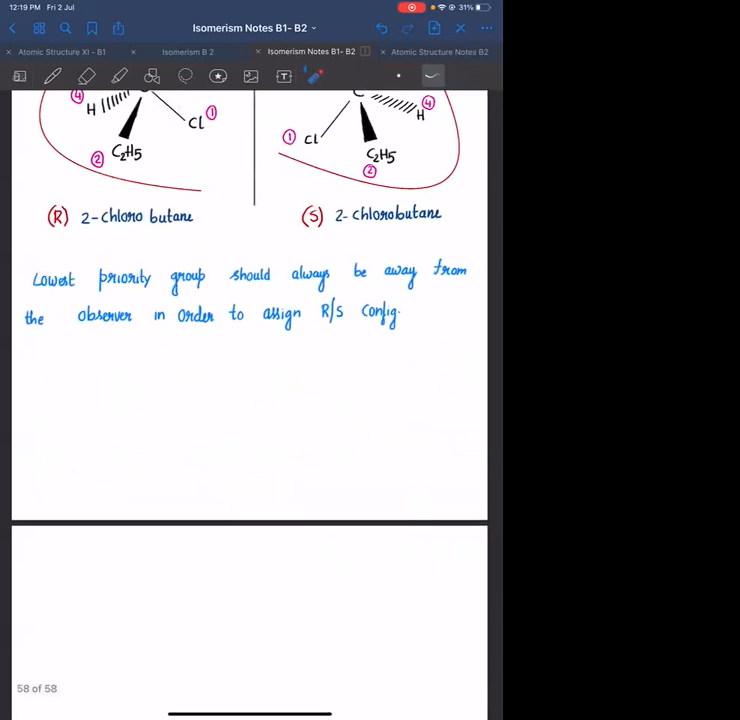 12:19 PM Fri 2 Jul 31%
Isomerism Notes B1- B2
Atomic Structure XI - B1 Isomerism B 2 Isomerism Notes B1- B2 Atomic Structure Notes B2
④ H Cl ① ② C2H5
① Cl ④ H C2H5 ②
(R) 2-chloro butane
(S) 2-chlorobutane
Lowest priority group should always be away from
the observer in order to assign R/S config.
58 of 58